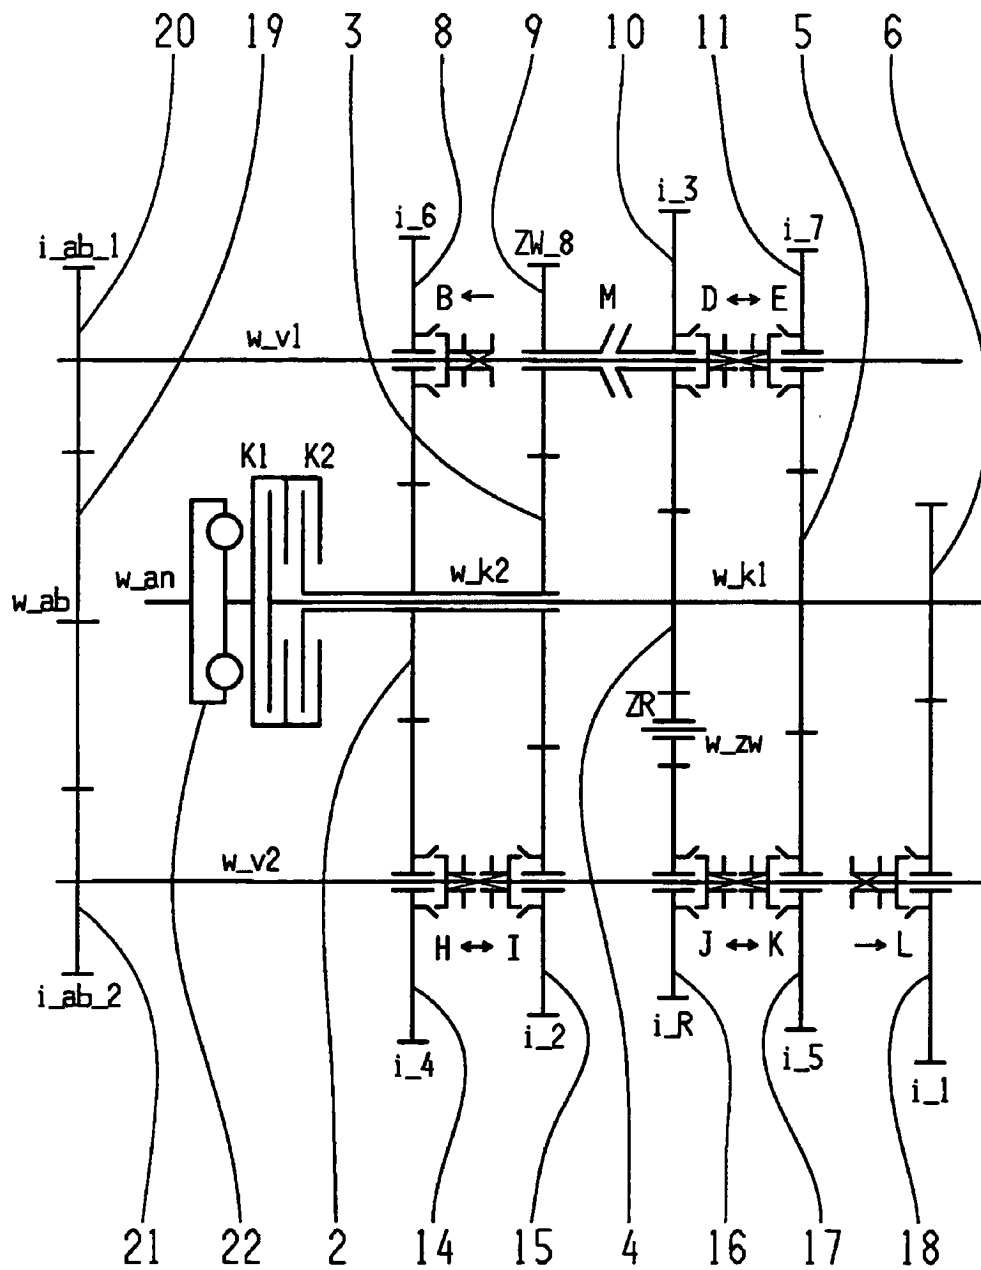 20 19 3 8 9 10 11 5 6
i_3
i_6
i_7
ZW_8
i_ab_1
B ← M D ↔ E
w_v1
K1 K2
w_an w_k2 w_k1
w_ab
ZR
w_zw
w_v2
H ↔ I J ↔ K → L
i_ab_2
i_R
i_2
i_5
i_4
i_1
21 22 2 14 15 4 16 17 18